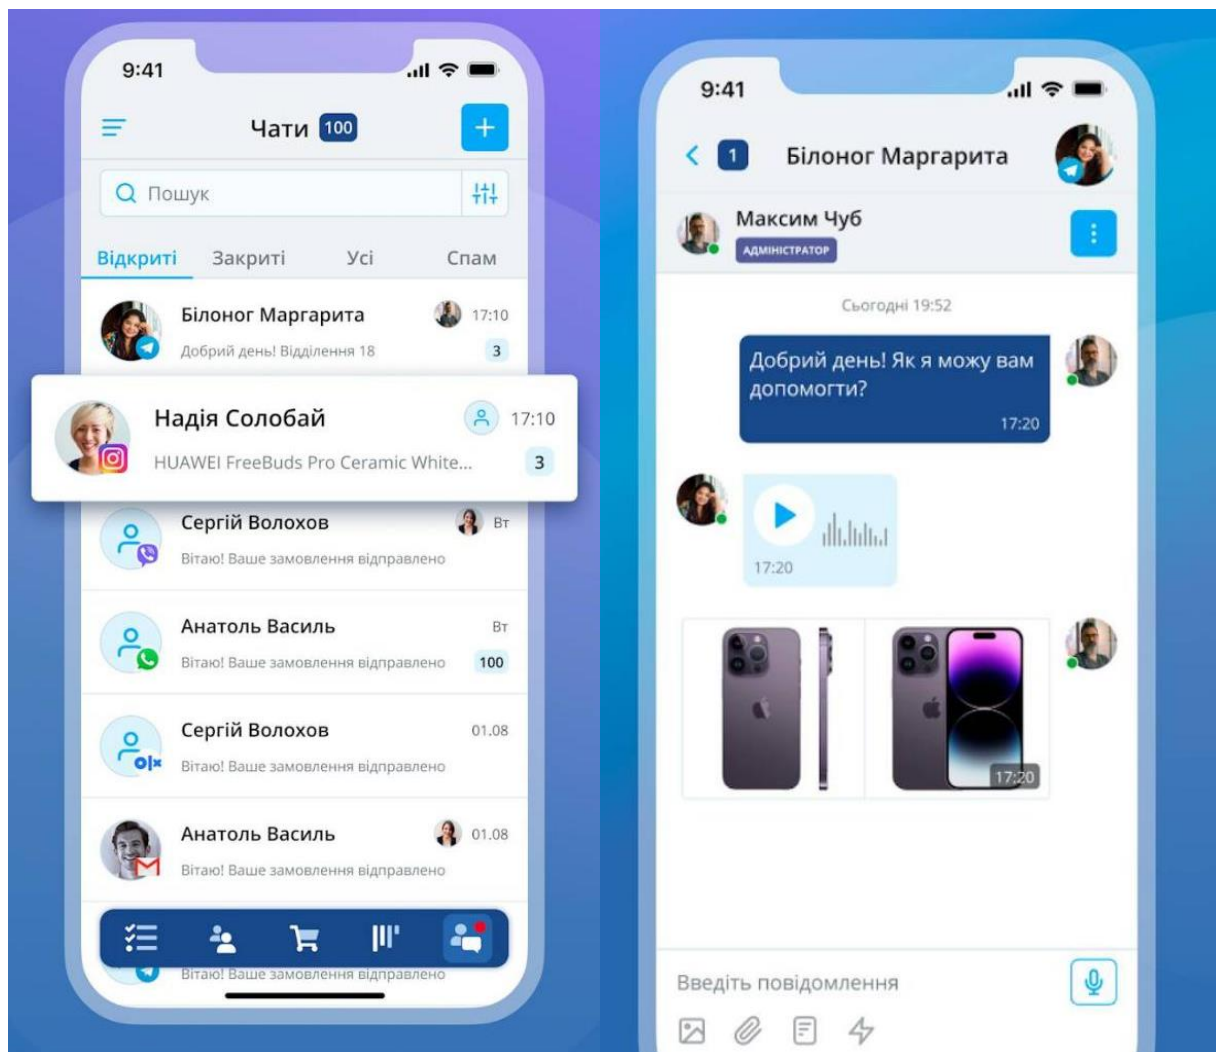 9:41
Чати 100
+
Пошук
Відкриті Закриті Усі Спам
Білоног Маргарита 17:10
Добрий день! Відділення 18 3
Надія Солобай 17:10
HUAWEI FreeBuds Pro Ceramic White... 3
Сергій Волохов Вт
Вітаю! Ваше замовлення відправлено
Анатоль Василь Вт
Вітаю! Ваше замовлення відправлено 100
Сергій Волохов 01.08
olx
Вітаю! Ваше замовлення відправлено
Анатоль Василь 01.08
Вітаю! Ваше замовлення відправлено
Вітаю! Ваше замовлення відправлено
9:41
1 Білоног Маргарита
Максим Чуб
АДМІНІСТРАТОР
Сьогодні 19:52
Добрий день! Як я можу вам
допомогти?
17:20
17:20
17:20
Введіть повідомлення